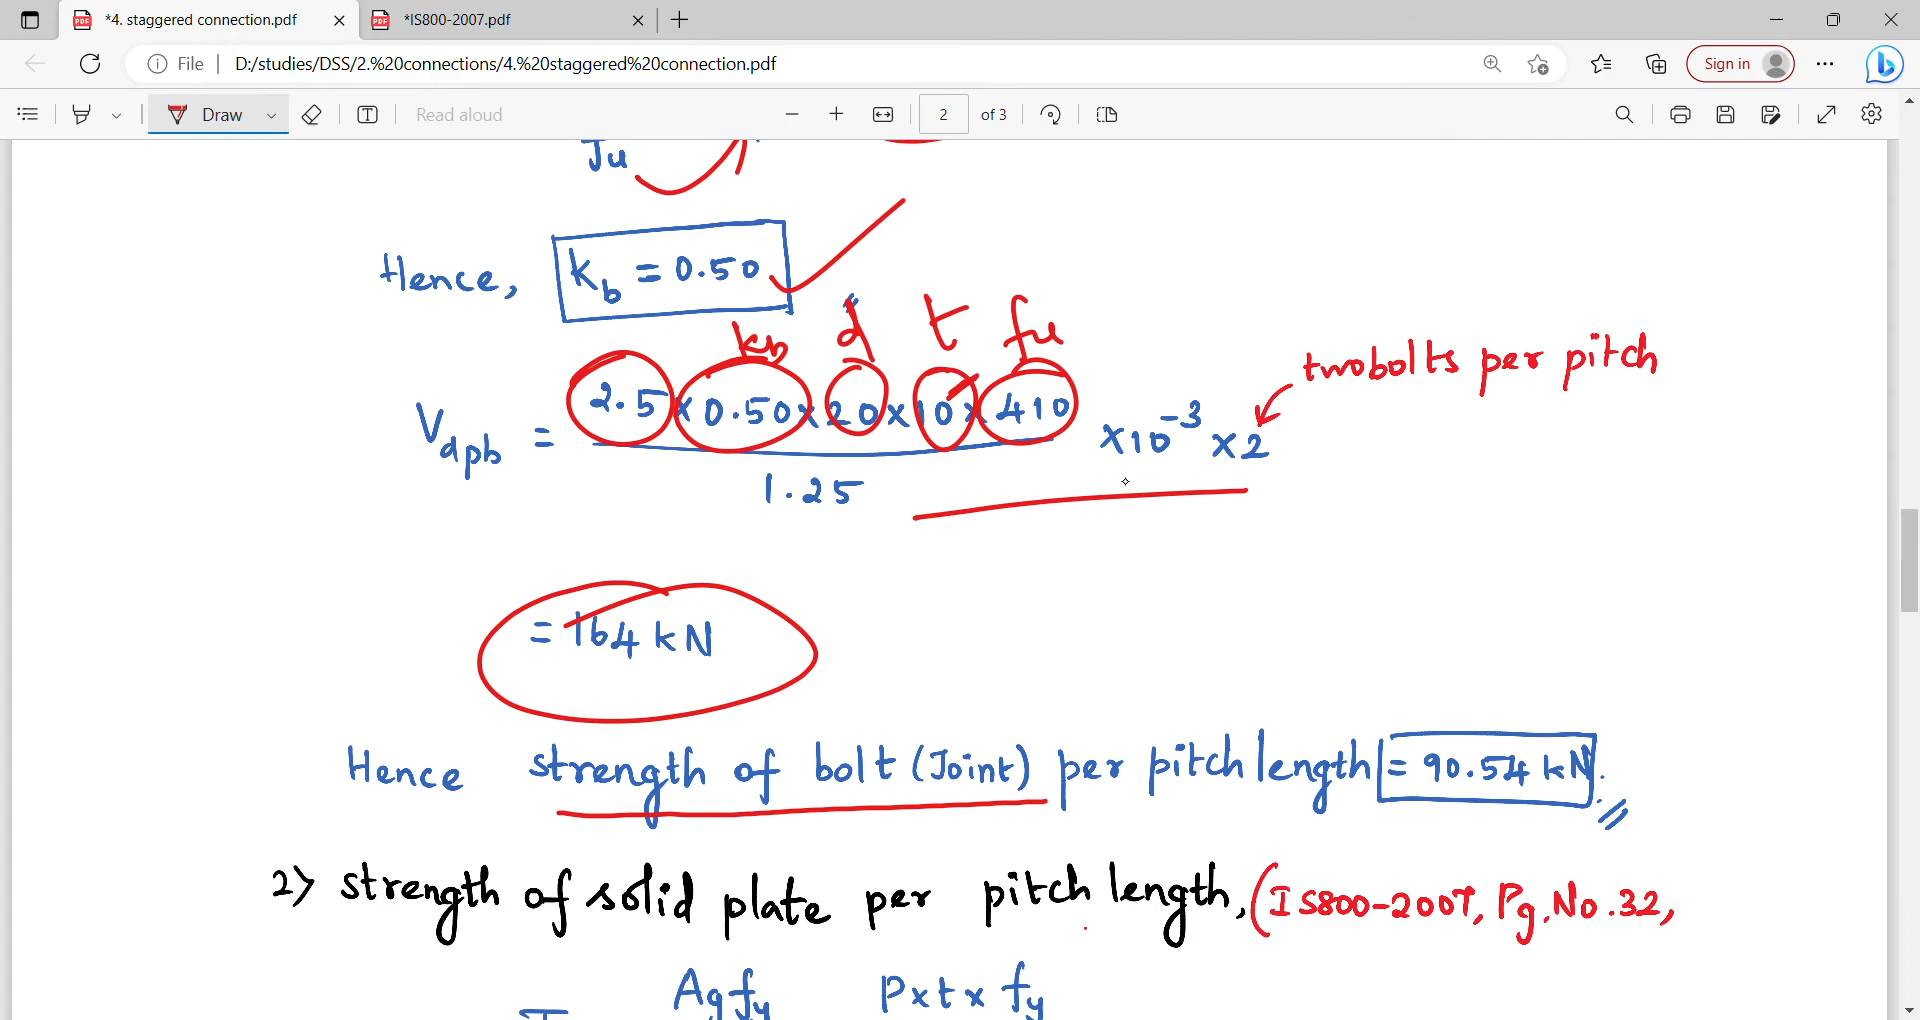 *4. staggered connection.pdf
*IS800-2007.pdf
File | D:/studies/DSS/2.%20connections/4.%20staggered%20connection.pdf
Sign in
Draw
Read aloud
2 of 3
fu
Hence, kb = 0.50
kb d t fu
two bolts per pitch
Vdpb = 2.5 x 0.50 x 20 x 10 x 410 x10^-3 x2
1.25
= 164 kN
Hence strength of bolt (Joint) per pitch length = 90.54 kN.
2> strength of solid plate per pitch length, (IS800-2007, Pg.No.32,
Agfy Pxtx fy
T